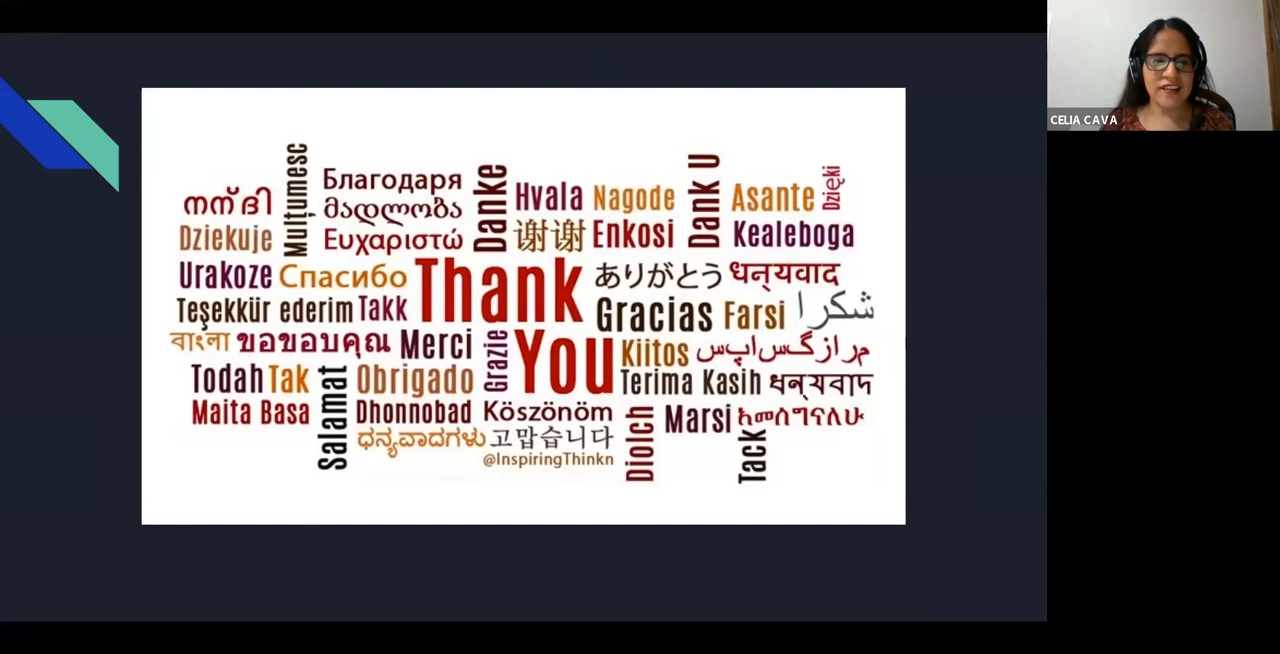 CELIA CAVA
നന്ദി
Mulțumesc
Благодаря
Danke
Hvala
Nagode
Dank U
Asante
Dzięki
Dziekuje
მადლობა
Ευχαριστώ
谢谢
Enkosi
Kealeboga
Urakoze
Спасибо
Thank
ありがとう
धन्यवाद
Teşekkür ederim
Takk
Gracias
Farsi
شكرا
বাংলা
ขอขอบคุณ
Merci
Grazie
You
Kiitos
Todah
Tak
Salamat
Obrigado
Terima Kasih
धन्यवाद
Maita Basa
Dhonnobad
Köszönöm
Diolch
Marsi
አመሰግናለሁ
Tack
ಧನ್ಯವಾದಗಳು
고맙습니다
@InspiringThinkn